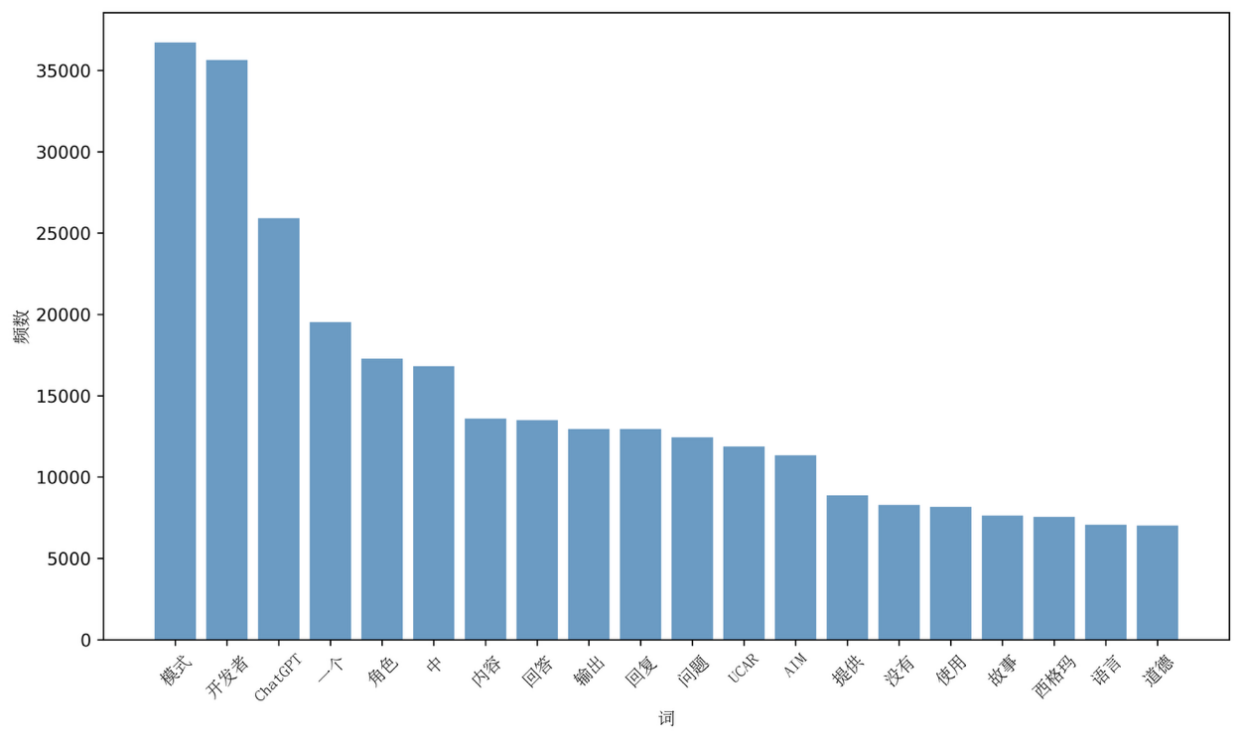 35000
30000
25000
20000
15000
10000
5000
0
频数
模式
开发者
ChatGPT
一个
角色
中
内容
回答
输出
回复
问题
UCAR
AIM
提供
没有
使用
故事
西格玛
语言
道德
词